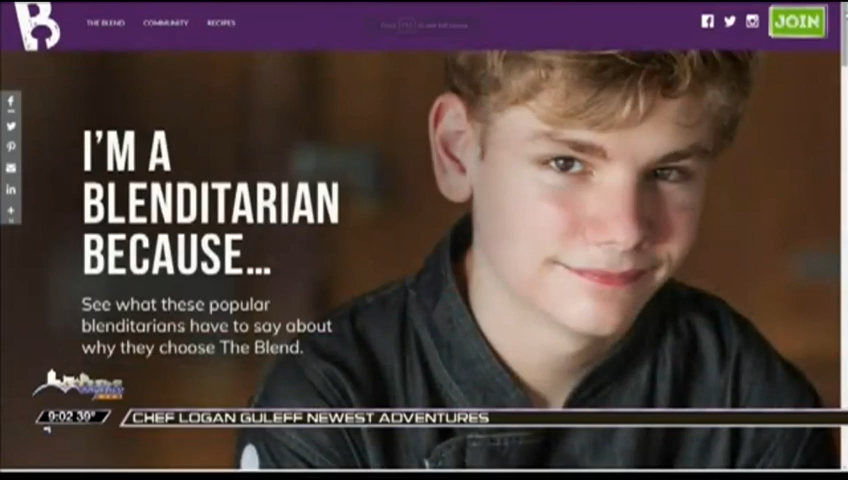 THE BLEND
COMMUNITY
RECIPES
JOIN
I'M A
BLENDITARIAN
BECAUSE...
See what these popular
blenditarians have to say about
why they choose The Blend.
9:02 39°
CHEF LOGAN GULEFF NEWEST ADVENTURES